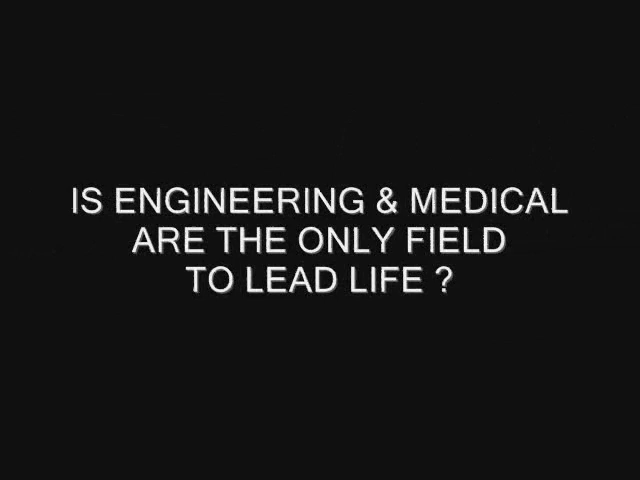 IS ENGINEERING & MEDICAL
ARE THE ONLY FIELD
TO LEAD LIFE ?